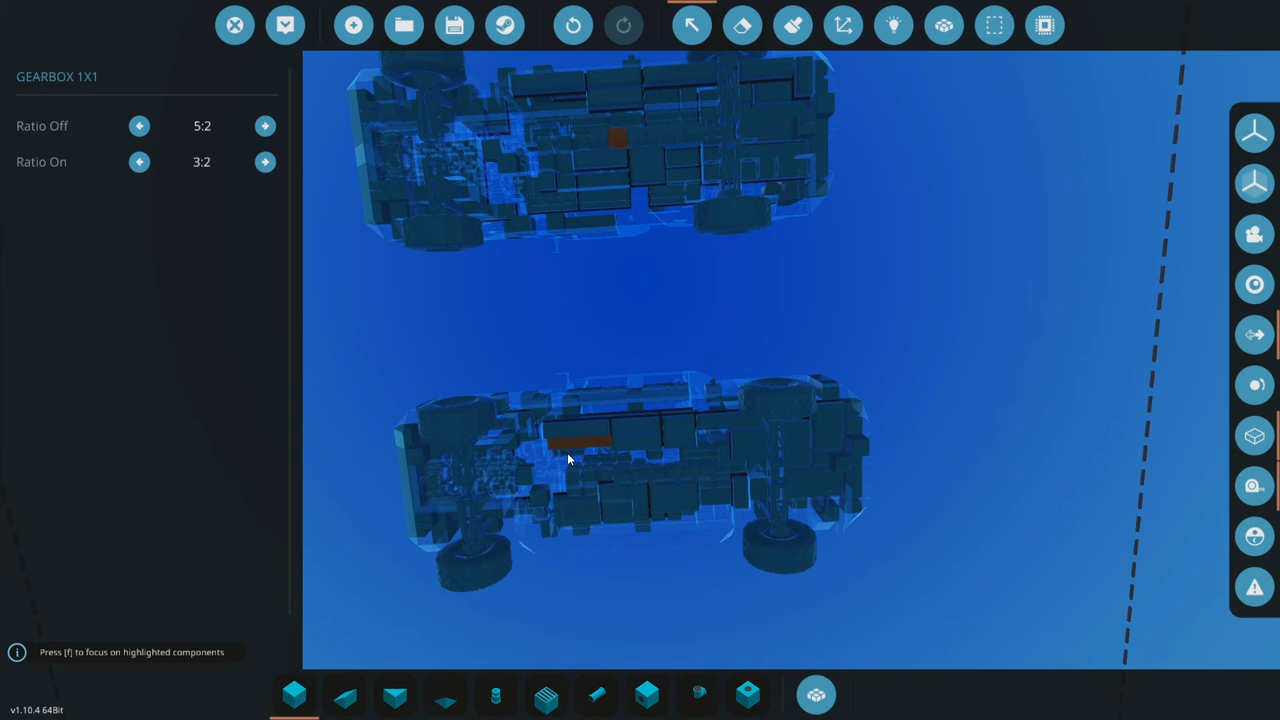 GEARBOX 1X1
Ratio Off 5:2
Ratio On 3:2
Press [f] to focus on highlighted components
v1.10.4 64Bit